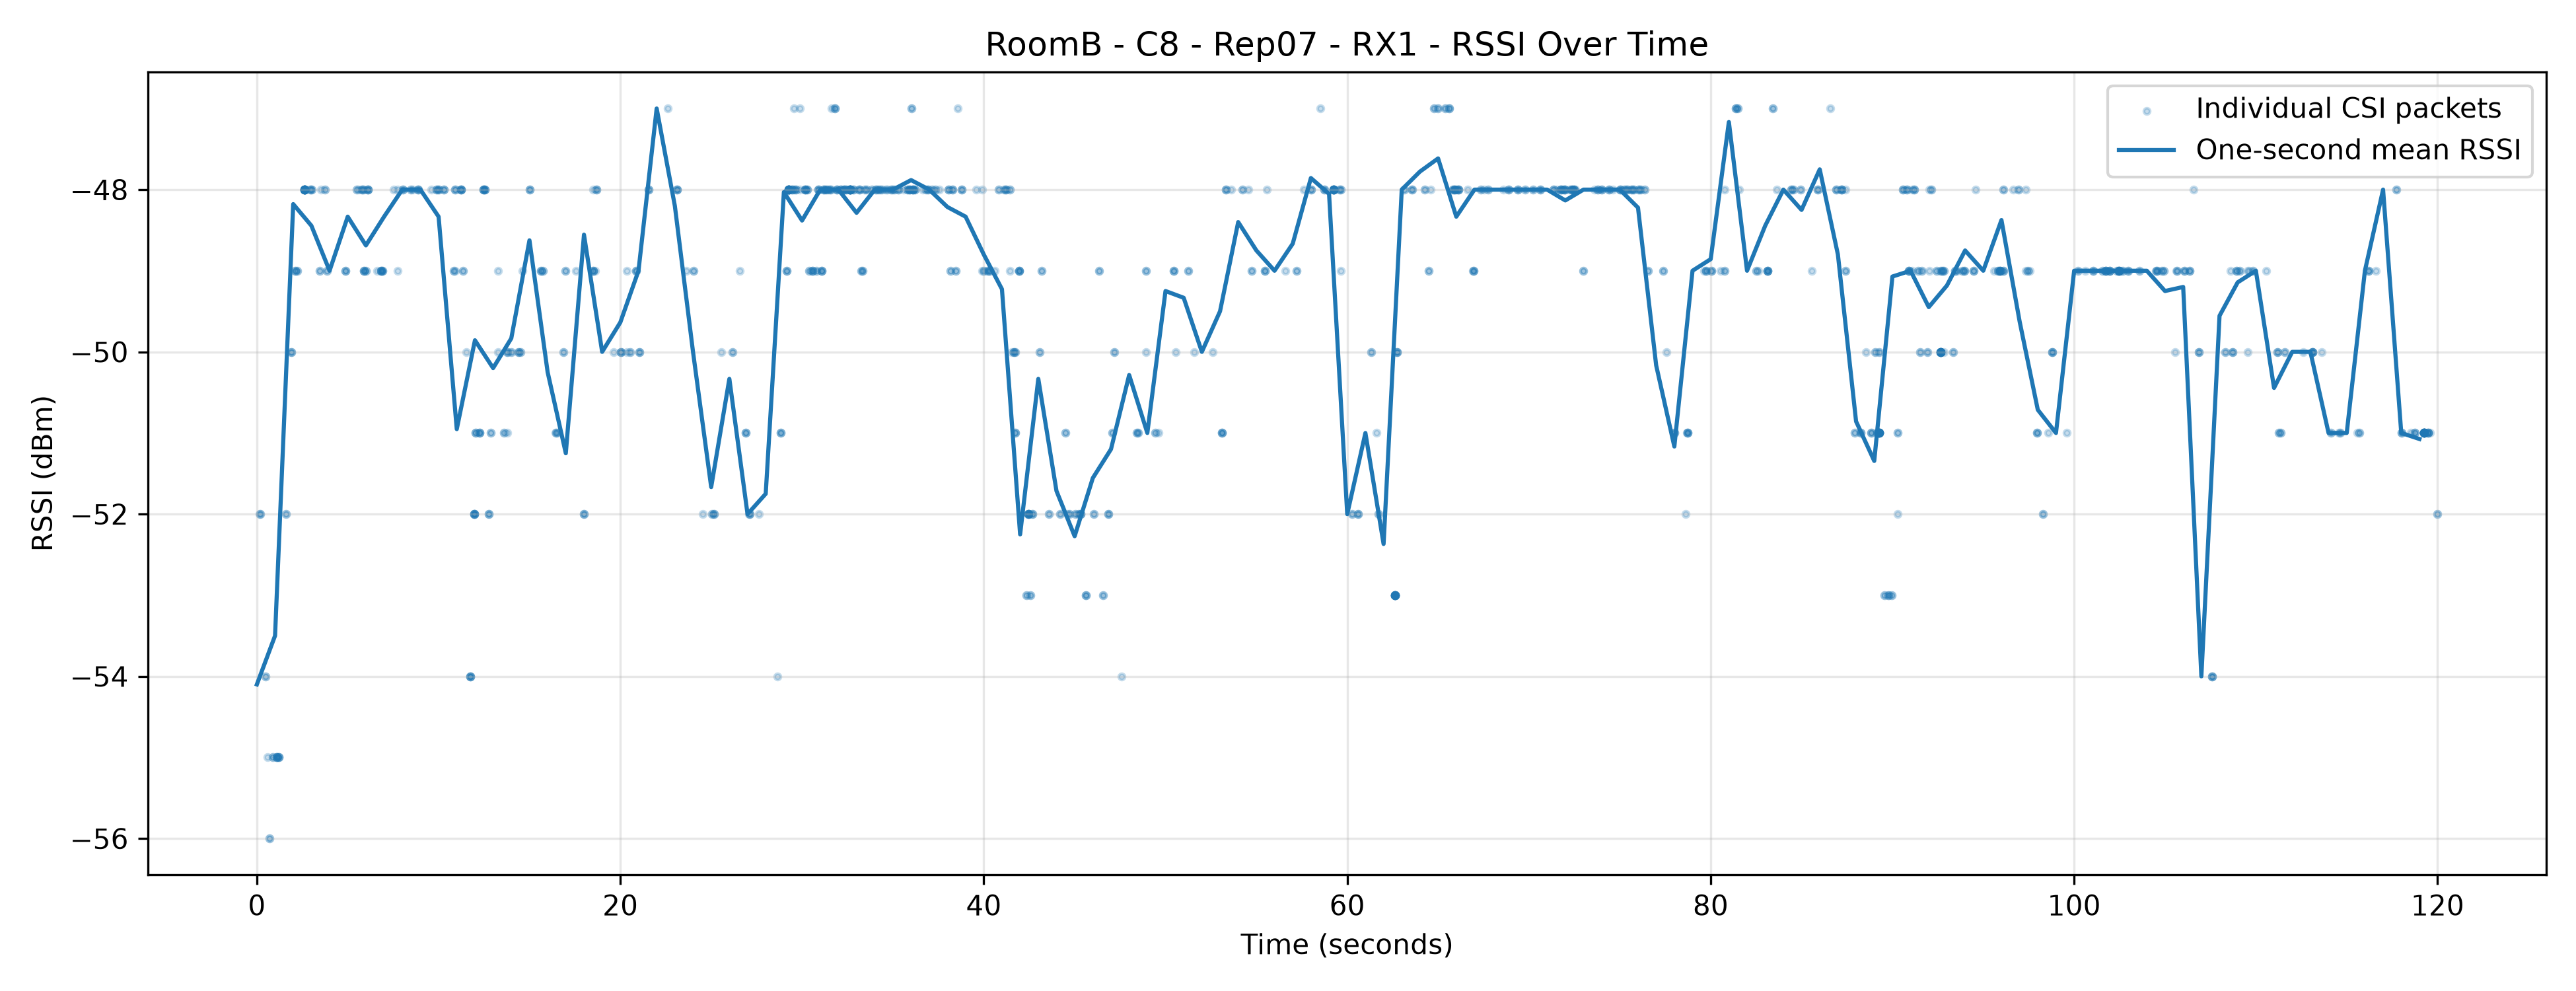 RoomB - C8 - Rep07 - RX1 - RSSI Over Time
Individual CSI packets
One-second mean RSSI
−48
−50
−52
−54
−56
RSSI (dBm)
0
20
40
60
80
100
120
Time (seconds)